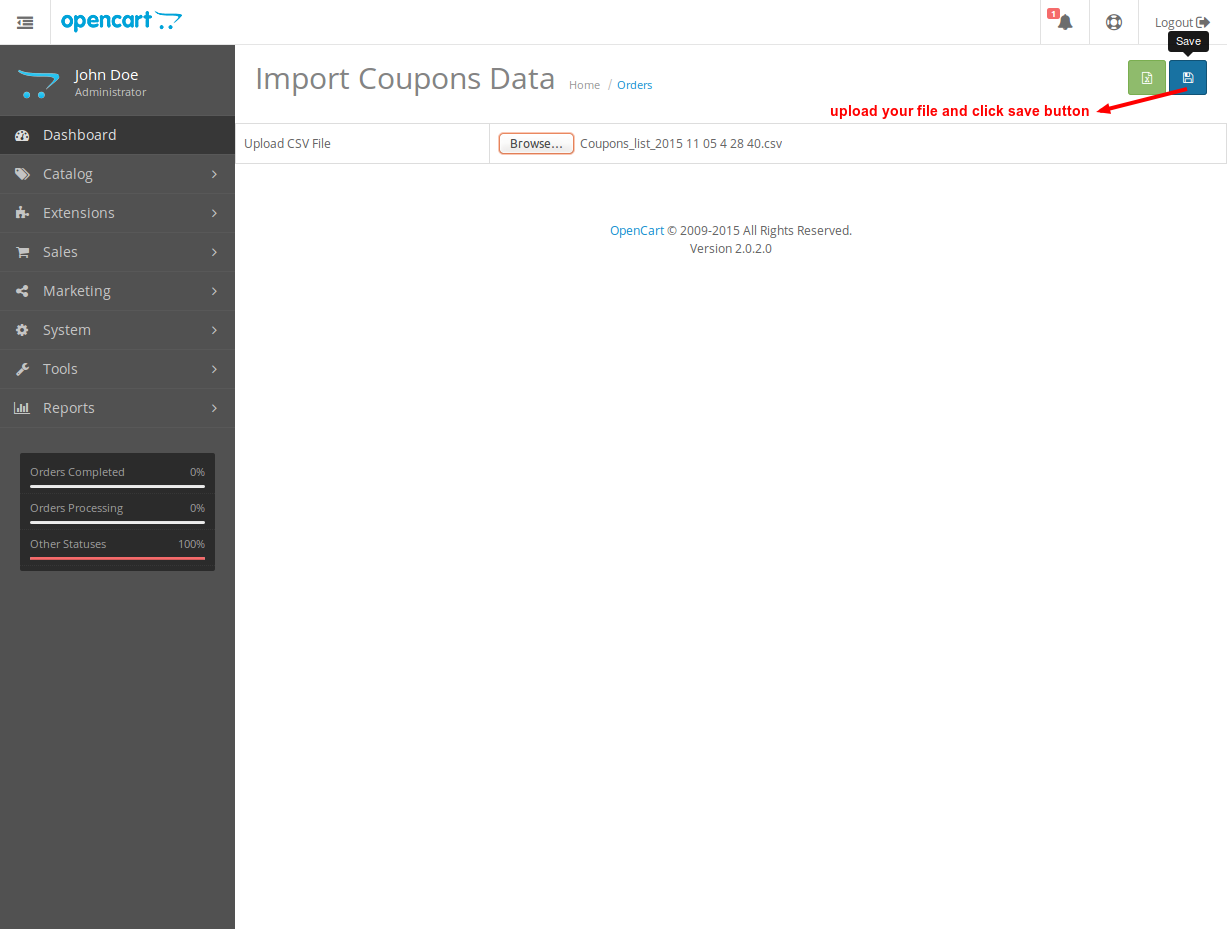 opencart
1
Logout
Save
John Doe
Administrator
Import Coupons Data
Home / Orders
upload your file and click save button
Dashboard
Upload CSV File
Browse... Coupons_list_2015 11 05 4 28 40.csv
Catalog
Extensions
Sales
Marketing
System
Tools
Reports
OpenCart © 2009-2015 All Rights Reserved.
Version 2.0.2.0
Orders Completed 0%
Orders Processing 0%
Other Statuses 100%